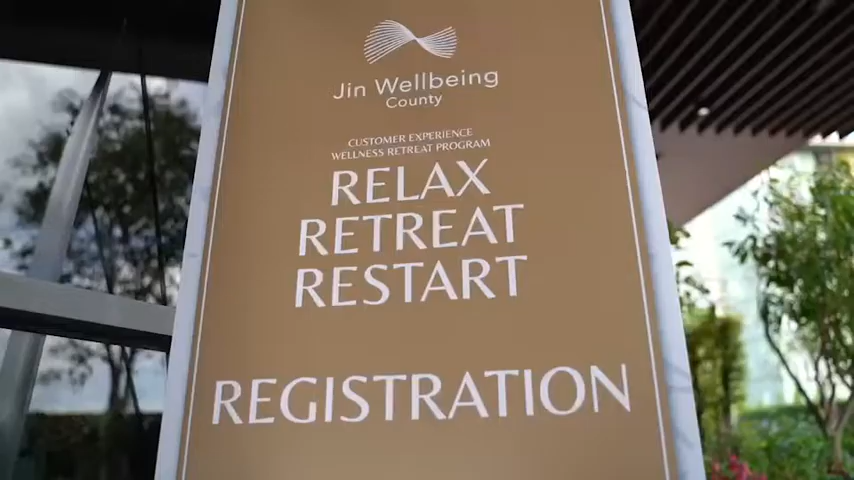 Jin Wellbeing
County
CUSTOMER EXPERIENCE
WELLNESS RETREAT PROGRAM
RELAX
RETREAT
RESTART
REGISTRATION